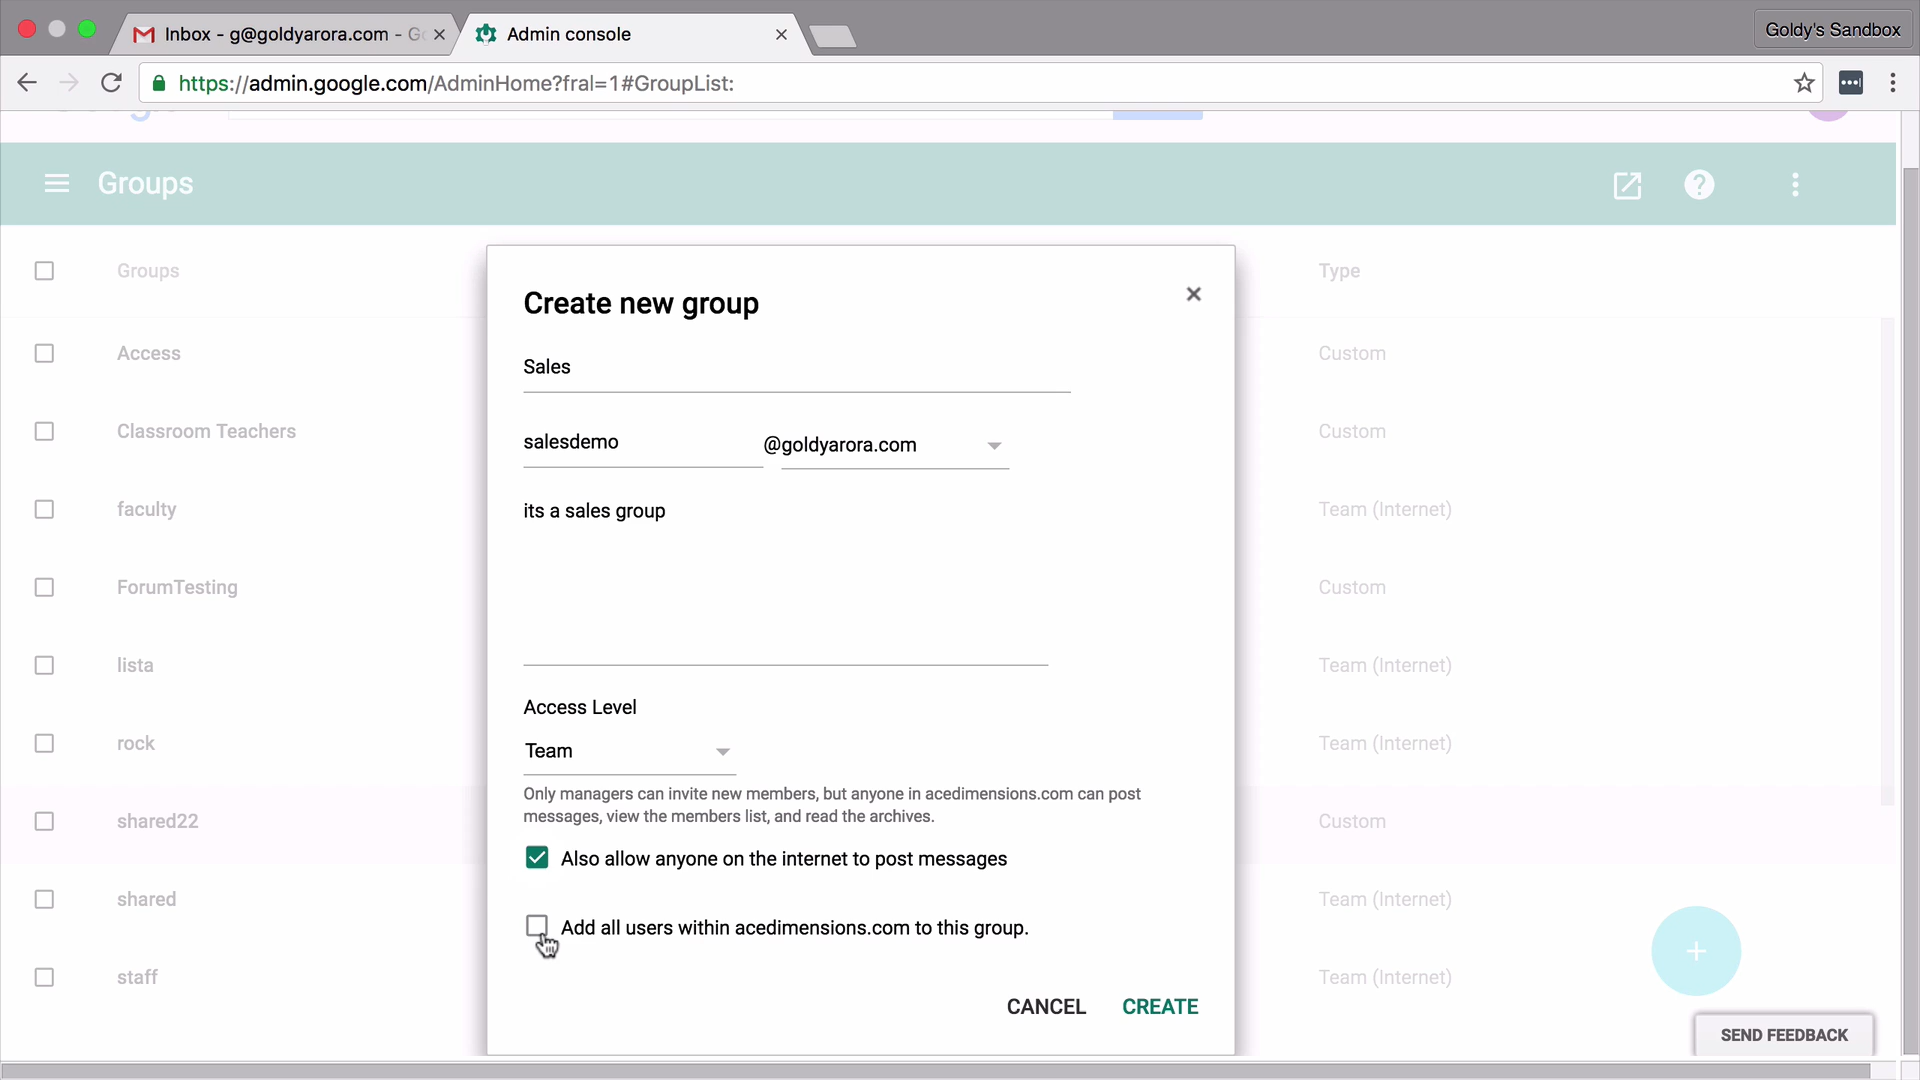 Inbox - g@goldyarora.com - Go
Admin console
Goldy's Sandbox
https://admin.google.com/AdminHome?fral=1#GroupList:
Groups
Groups
Type
Create new group
Sales
Access
Custom
salesdemo
@goldyarora.com
Classroom Teachers
Custom
its a sales group
faculty
Team (Internet)
ForumTesting
Custom
lista
Team (Internet)
Access Level
rock
Team
Team (Internet)
Only managers can invite new members, but anyone in acedimensions.com can post
messages, view the members list, and read the archives.
shared22
Custom
Also allow anyone on the internet to post messages
shared
Team (Internet)
Add all users within acedimensions.com to this group.
staff
Team (Internet)
CANCEL
CREATE
SEND FEEDBACK